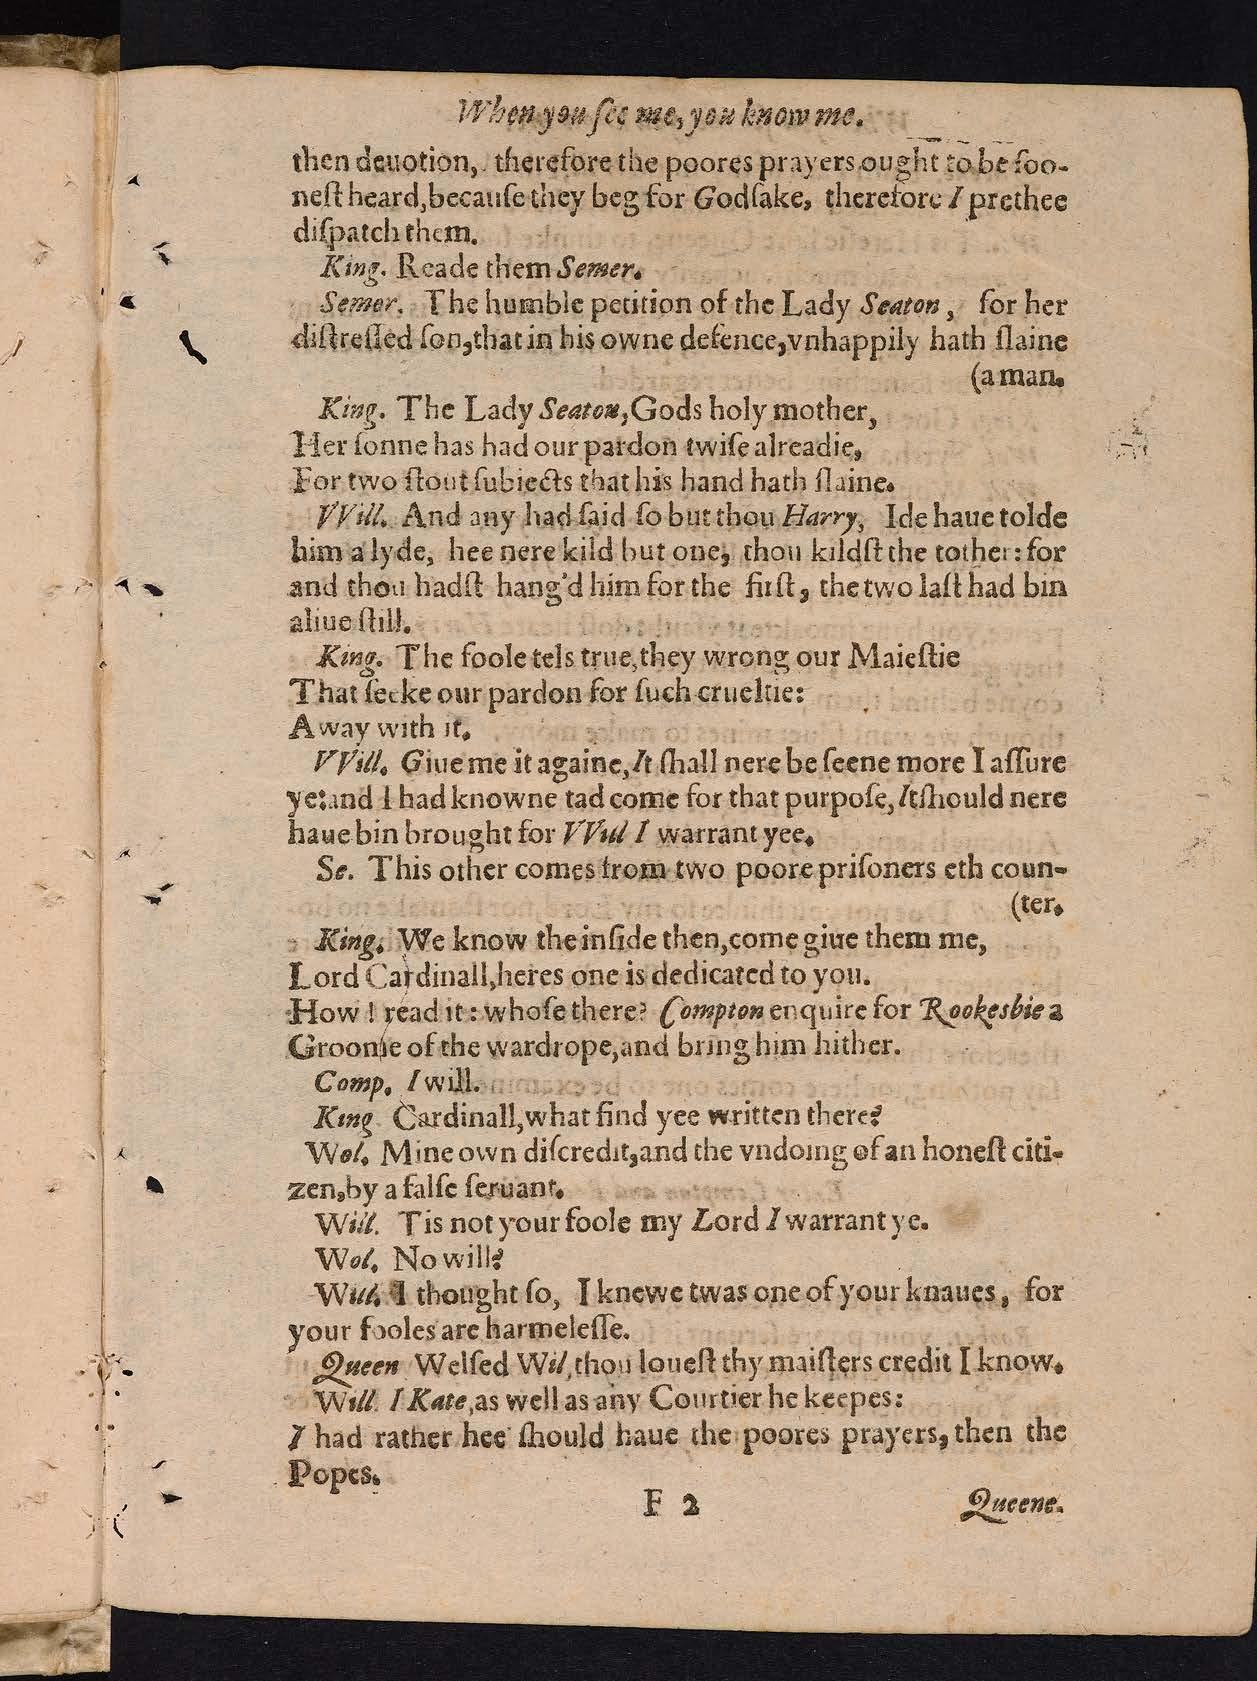 When you ſee me, you know me.
then deuotion, therefore the poores prayers ought to be ſoo-
neſt heard, becauſe they beg for Godſake, therefore I prethee
diſpatch them.
King. Reade them Semer.
Semer. The humble petition of the Lady Seaton, for her
diſtreſſed ſon, that in his owne defence, vnhappily hath ſlaine
(a man.
King. The Lady Seaton, Gods holy mother,
Her ſonne has had our pardon twiſe alreadie,
For two ſtout ſubiects that his hand hath ſlaine.
VVill. And any had ſaid ſo but thou Harry, Ide haue tolde
him a lyde, hee nere kild but one, thou kildſt the tother: for
and thou hadſt hang'd him for the firſt, the two laſt had bin
aliue ſtill.
King. The foole tels true, they wrong our Maieſtie
That ſeeke our pardon for ſuch crueltie:
Away with it.
VVill. Giue me it againe, It ſhall nere be ſeene more I aſſure
ye: and I had knowne tad come for that purpoſe, It ſhould nere
haue bin brought for VVill I warrant yee.
Se. This other comes from two poore priſoners eth coun-
(ter.
King. We know the inſide then, come giue them me,
Lord Cardinall, heres one is dedicated to you.
How! read it: whoſe there? Compton enquire for Rookesbie a
Groome of the wardrope, and bring him hither.
Comp. I will.
King Cardinall, what find yee written there?
Wol. Mine own diſcredit, and the vndoing of an honeſt citi-
zen, by a falſe ſeruant.
Will. Tis not your foole my Lord I warrant ye.
Wol. No will?
Will. I thought ſo, I knewe twas one of your knaues, for
your fooles are harmeleſſe.
Queen Welſed Wil, thou loueſt thy maiſters credit I know.
Will. I Kate, as well as any Courtier he keepes:
I had rather hee ſhould haue the poores prayers, then the
Popes.
F 2 Queene.